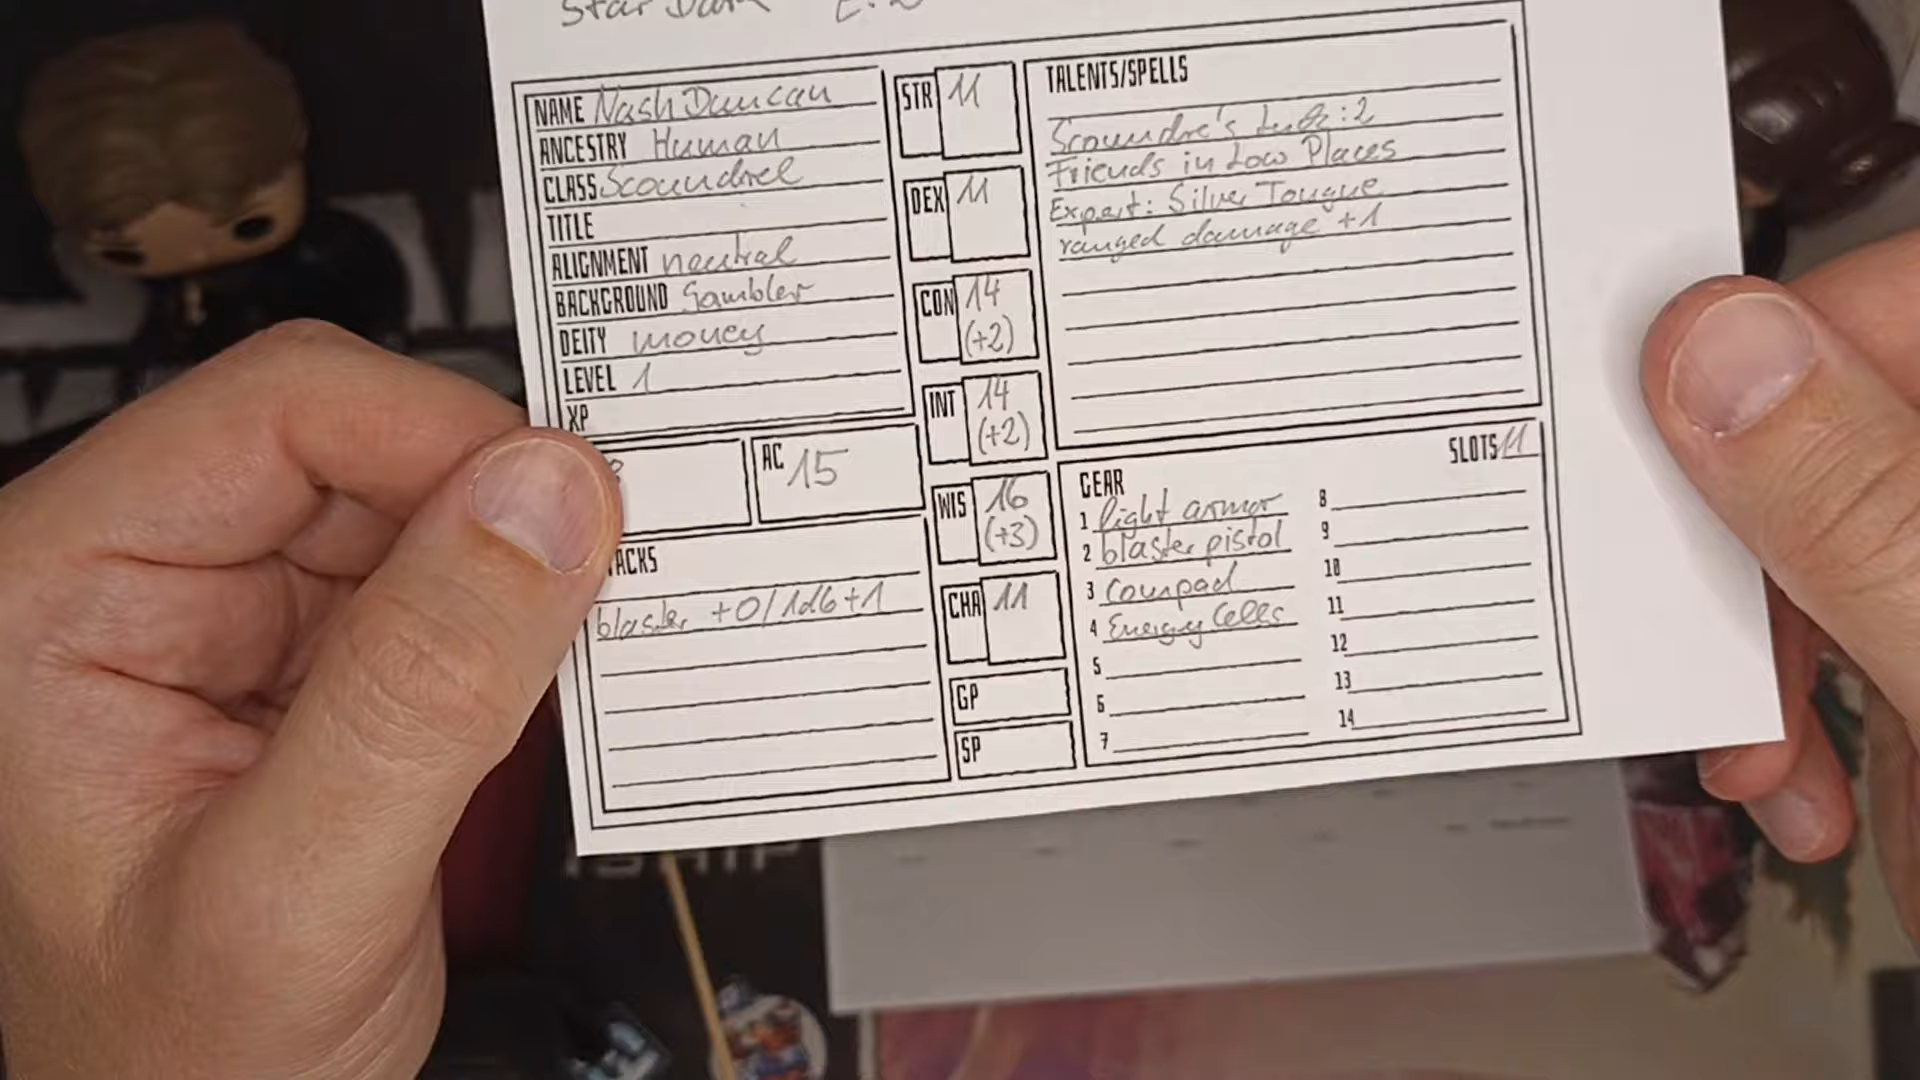 Star Dark
NAME Nash Duncan
ANCESTRY Human
CLASS Scoundrel
TITLE
ALIGNMENT neutral
BACKGROUND Gambler
DEITY money
LEVEL 1
XP
AC 15
TACKS
blaster +0/1d6+1
STR 11
DEX 11
CON 14
(+2)
INT 14
(+2)
WIS 16
(+3)
CHA 11
GP
SP
TALENTS/SPELLS
Scoundre's Luck: 2
Friends in Low Places
Expert: Silver Tongue
ranged damage +1
GEAR
SLOTS 11
1 light armor
2 blaster pistol
3 compad
4 Energy Cells
5
6
7
8
9
10
11
12
13
14